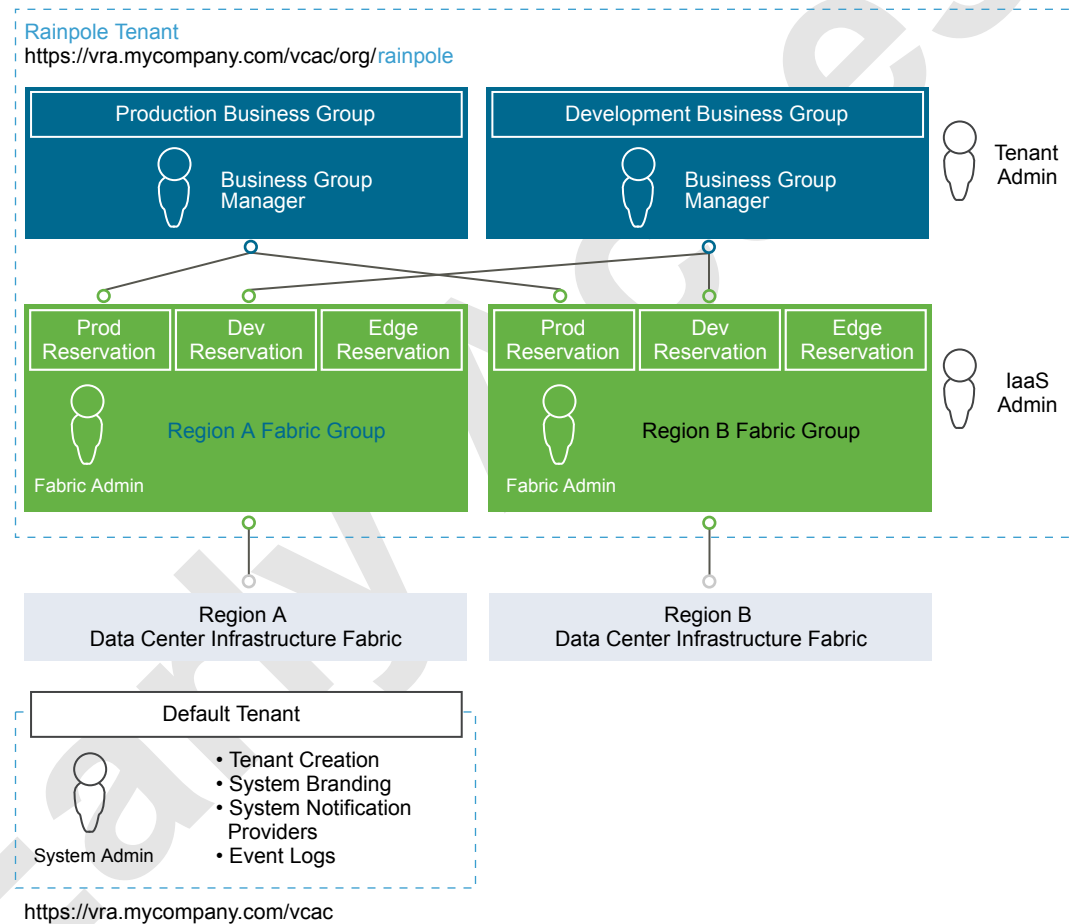 Rainpole Tenant
https://vra.mycompany.com/vcac/org/rainpole
Production Business Group
Business Group
Manager
Development Business Group
Business Group
Manager
Tenant
Admin
Prod
Reservation
Dev
Reservation
Edge
Reservation
Region A Fabric Group
Fabric Admin
Prod
Reservation
Dev
Reservation
Edge
Reservation
Region B Fabric Group
Fabric Admin
IaaS
Admin
Region A
Data Center Infrastructure Fabric
Region B
Data Center Infrastructure Fabric
Default Tenant
• Tenant Creation
• System Branding
• System Notification
Providers
• Event Logs
System Admin
https://vra.mycompany.com/vcac